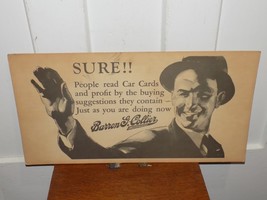 SURE!!
People read Car Cards
and profit by the buying
suggestions they contain —
Just as you are doing now
Barron G. Collier